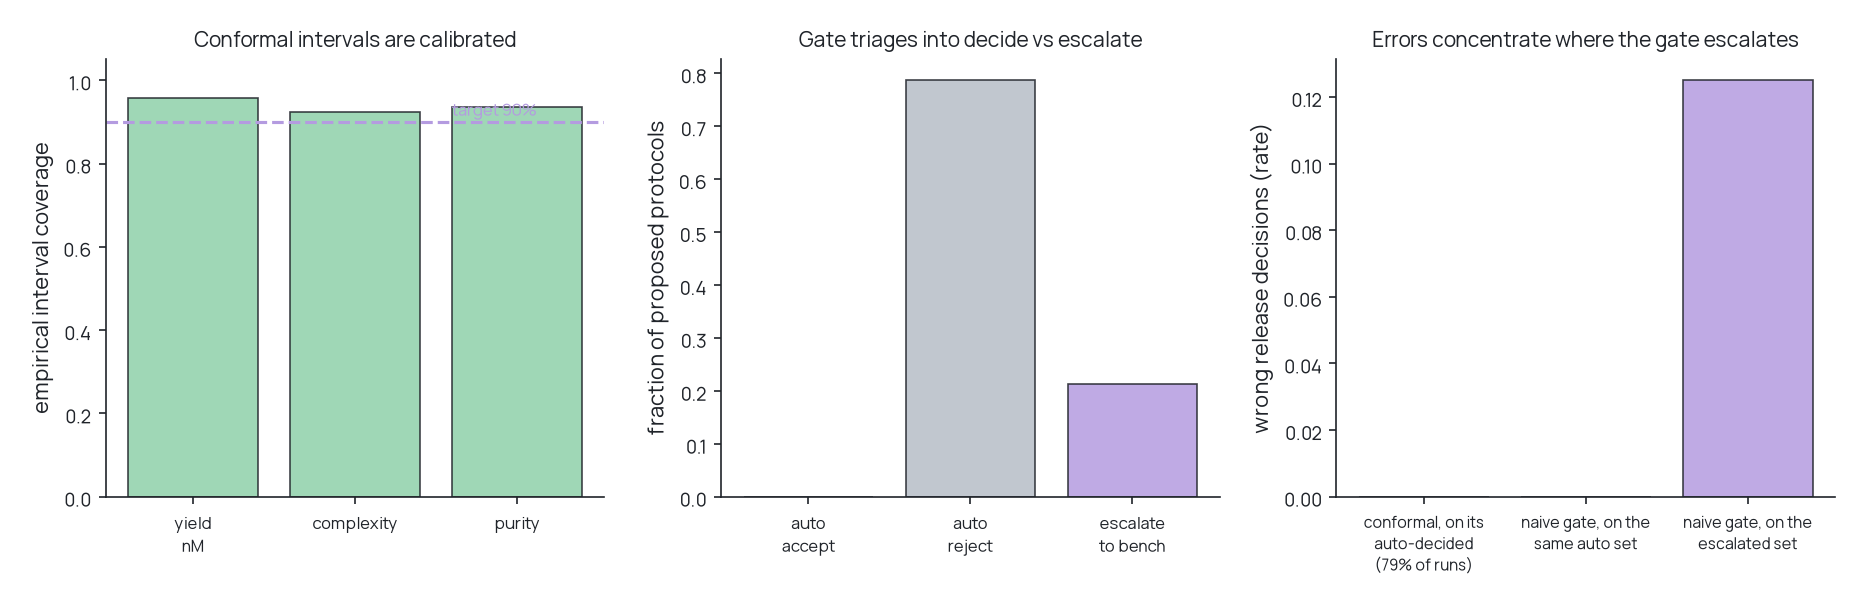 Conformal intervals are calibrated
empirical interval coverage
1.0
0.8
0.6
0.4
0.2
0.0
target 90%
yield
nM
complexity
purity
Gate triages into decide vs escalate
fraction of proposed protocols
0.8
0.7
0.6
0.5
0.4
0.3
0.2
0.1
0.0
auto
accept
auto
reject
escalate
to bench
Errors concentrate where the gate escalates
wrong release decisions (rate)
0.12
0.10
0.08
0.06
0.04
0.02
0.00
conformal, on its
auto-decided
(79% of runs)
naive gate, on the
same auto set
naive gate, on the
escalated set